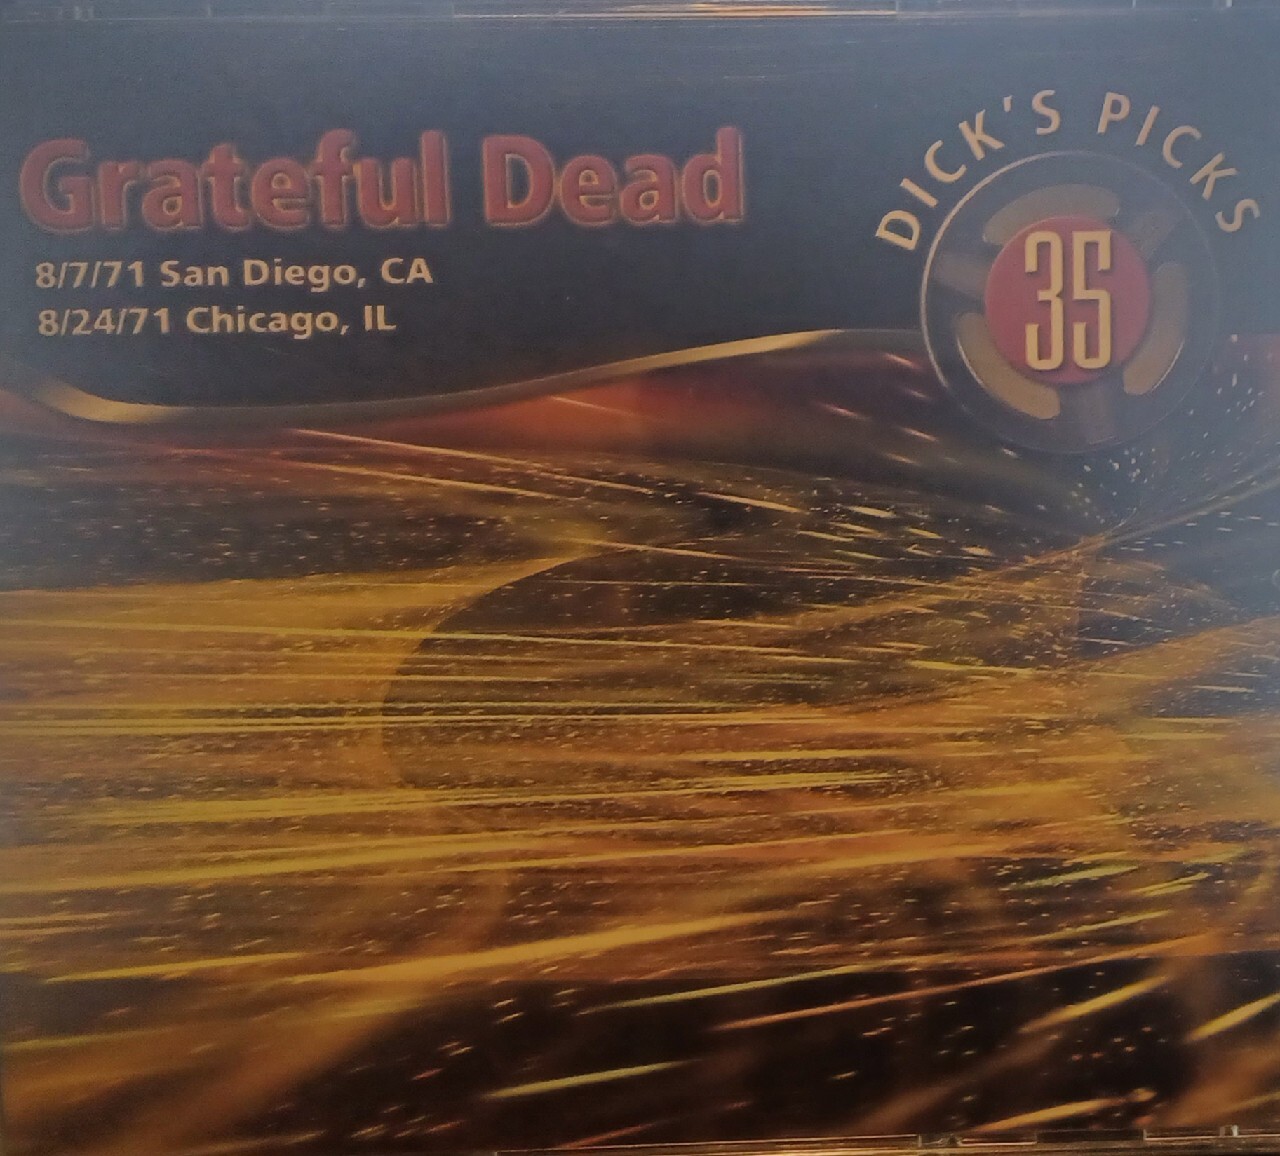 Grateful Dead
8/7/71 San Diego, CA
8/24/71 Chicago, IL
DICK'S PICKS
35